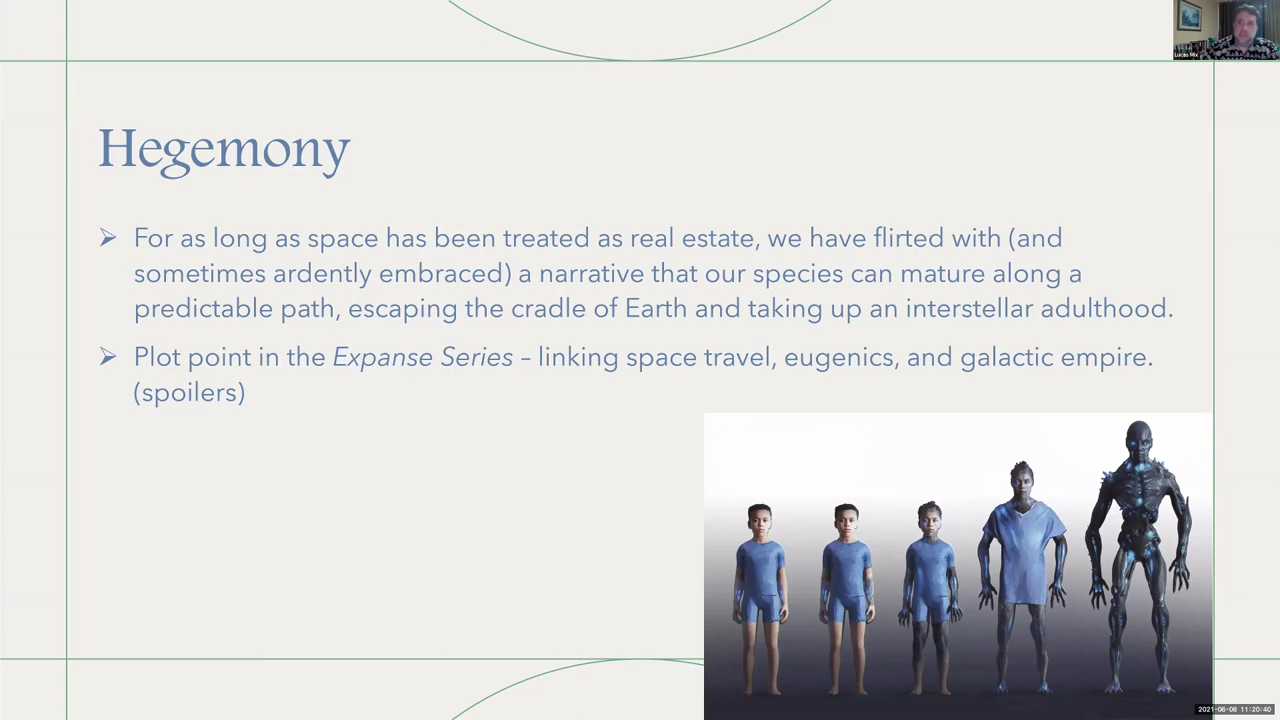 Lucas Mix
Hegemony
➢ For as long as space has been treated as real estate, we have flirted with (and
sometimes ardently embraced) a narrative that our species can mature along a
predictable path, escaping the cradle of Earth and taking up an interstellar adulthood.
➢ Plot point in the Expanse Series – linking space travel, eugenics, and galactic empire.
(spoilers)
2021-06-08 11:20:40